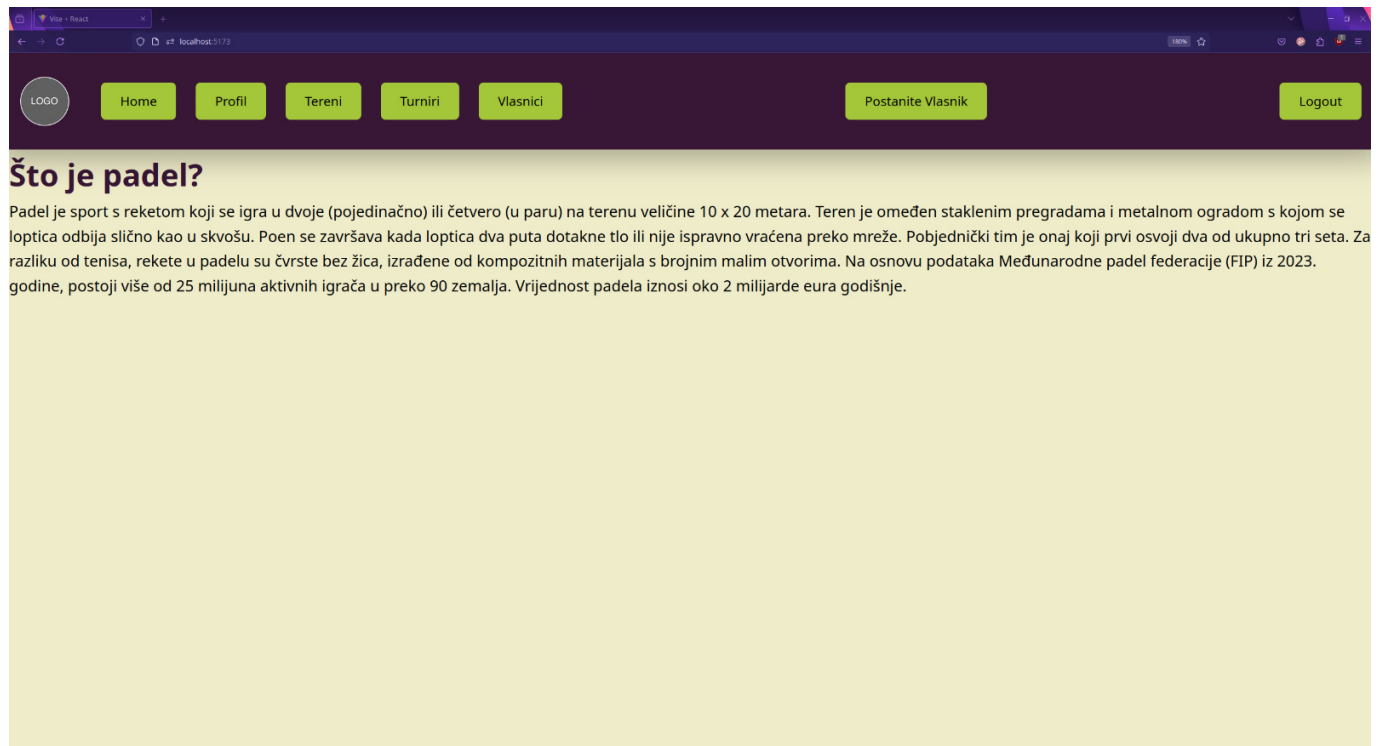 Vite + React
localhost:5173
180%
LOGO
Home
Profil
Tereni
Turniri
Vlasnici
Postanite Vlasnik
Logout
Što je padel?
Padel je sport s reketom koji se igra u dvoje (pojedinačno) ili četvero (u paru) na terenu veličine 10 x 20 metara. Teren je omeđen staklenim pregradama i metalnom ogradom s kojom se
loptica odbija slično kao u skvošu. Poen se završava kada loptica dva puta dotakne tlo ili nije ispravno vraćena preko mreže. Pobjednički tim je onaj koji prvi osvoji dva od ukupno tri seta. Za
razliku od tenisa, rekete u padelu su čvrste bez žica, izrađene od kompozitnih materijala s brojnim malim otvorima. Na osnovu podataka Međunarodne padel federacije (FIP) iz 2023.
godine, postoji više od 25 milijuna aktivnih igrača u preko 90 zemalja. Vrijednost padela iznosi oko 2 milijarde eura godišnje.